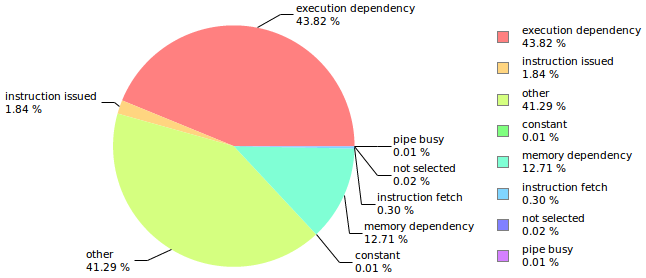 execution dependency
43.82 %
instruction issued
1.84 %
other
41.29 %
constant
0.01 %
memory dependency
12.71 %
instruction fetch
0.30 %
not selected
0.02 %
pipe busy
0.01 %
execution dependency
43.82 %
instruction issued
1.84 %
other
41.29 %
constant
0.01 %
memory dependency
12.71 %
instruction fetch
0.30 %
not selected
0.02 %
pipe busy
0.01 %